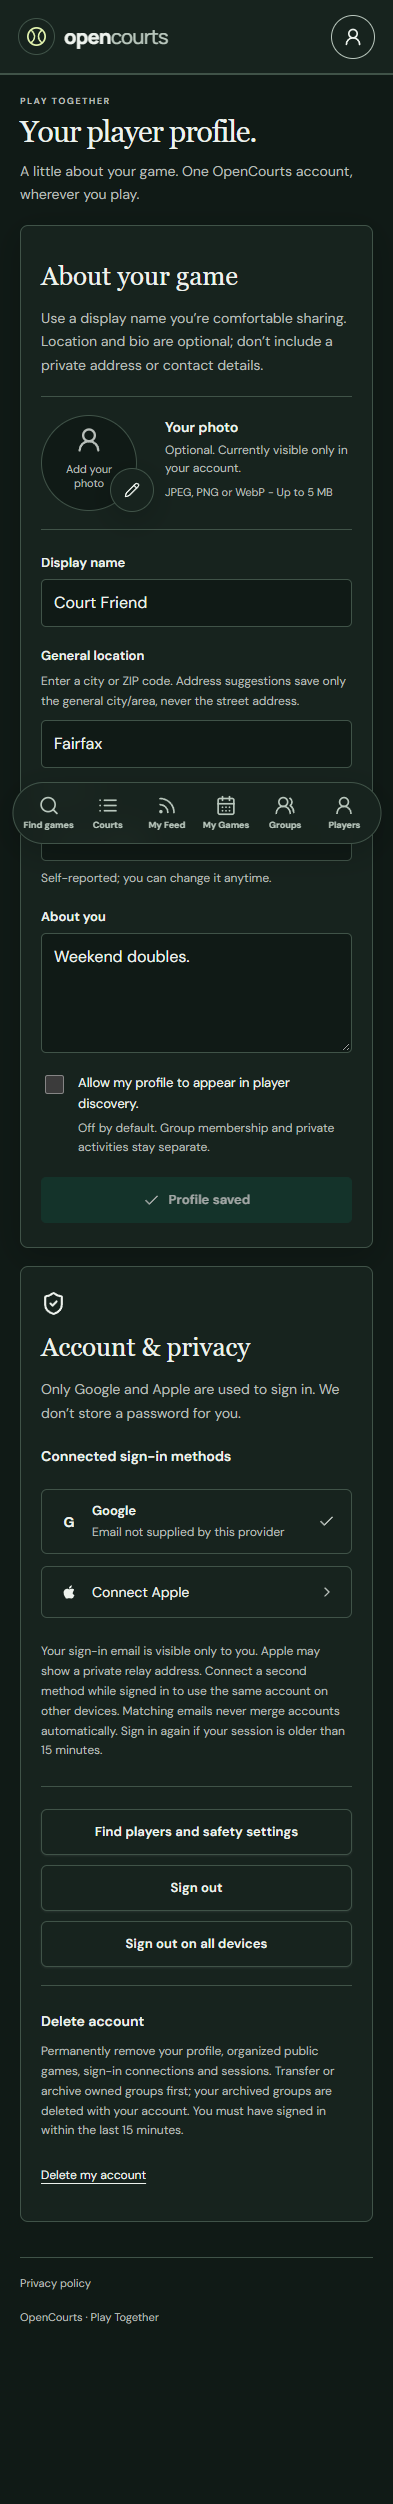 opencourts
PLAY TOGETHER
Your player profile.
A little about your game. One OpenCourts account,
wherever you play.
About your game
Use a display name you’re comfortable sharing.
Location and bio are optional; don’t include a
private address or contact details.
Add your
photo
Your photo
Optional. Currently visible only in
your account.
JPEG, PNG or WebP - Up to 5 MB
Display name
Court Friend
General location
Enter a city or ZIP code. Address suggestions save only
the general city/area, never the street address.
Fairfax
Find games
Courts
My Feed
My Games
Groups
Players
Self-reported; you can change it anytime.
About you
Weekend doubles.
Allow my profile to appear in player
discovery.
Off by default. Group membership and private
activities stay separate.
Profile saved
Account & privacy
Only Google and Apple are used to sign in. We
don’t store a password for you.
Connected sign-in methods
G
Google
Email not supplied by this provider
Connect Apple
Your sign-in email is visible only to you. Apple may
show a private relay address. Connect a second
method while signed in to use the same account on
other devices. Matching emails never merge accounts
automatically. Sign in again if your session is older than
15 minutes.
Find players and safety settings
Sign out
Sign out on all devices
Delete account
Permanently remove your profile, organized public
games, sign-in connections and sessions. Transfer or
archive owned groups first; your archived groups are
deleted with your account. You must have signed in
within the last 15 minutes.
Delete my account
Privacy policy
OpenCourts · Play Together